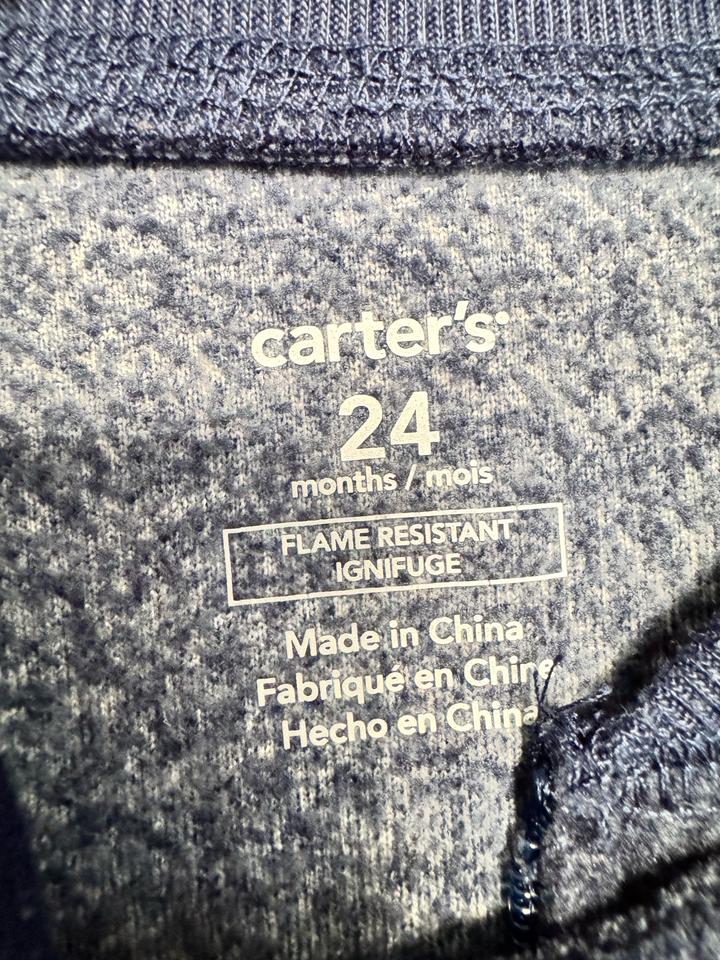 carter's
24
months / mois
FLAME RESISTANT
IGNIFUGE
Made in China
Fabriqué en Chine
Hecho en China